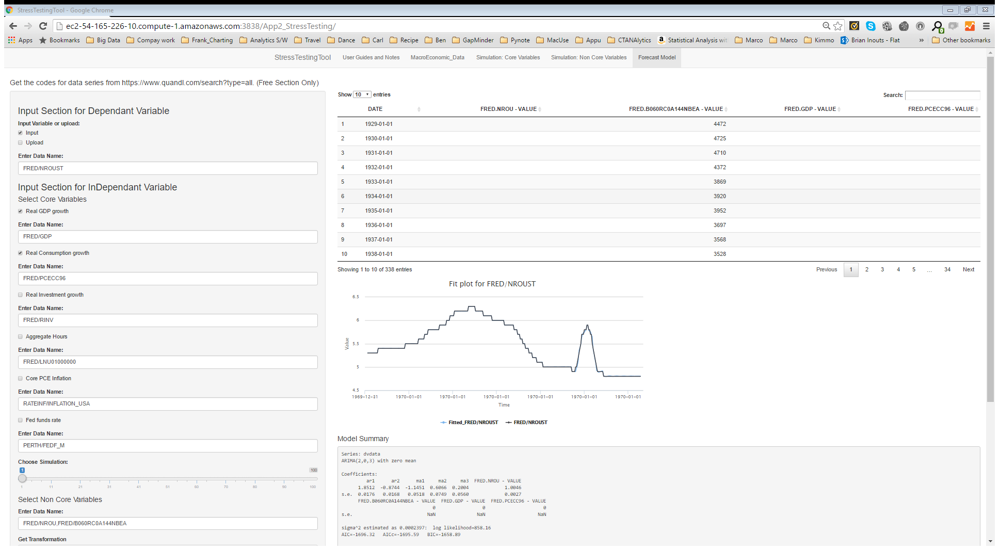 StressTestingTool - Google Chrome
ec2-54-165-226-10.compute-1.amazonaws.com:3838/App2_StressTesting/
Apps Bookmarks Big Data Compay work Frank_Charting Analytics S/W Travel Dance Carl Recipe Ben GapMinder Pynote MacUse Appu CTANAlytics Statistical Analysis wit Marco Marco Kimmo Brian Inouts - Flat » Other bookmarks
StressTestingTool User Guides and Notes MacroEconomic_Data Simulation: Core Variables Simulation: Non Core Variables Forecast Model
Get the codes for data series from https://www.quandl.com/search?type=all. (Free Section Only)
Input Section for Dependant Variable
Input Variable or upload:
Input
Upload
Enter Data Name:
FRED/NROUST
Input Section for InDependant Variable
Select Core Variables
Real GDP growth
Enter Data Name:
FRED/GDP
Real Consumption growth
Enter Data Name:
FRED/PCECC96
Real Investment growth
Enter Data Name:
FRED/RINV
Aggregate Hours
Enter Data Name:
FRED/LNU01000000
Core PCE Inflation
Enter Data Name:
RATEINF/INFLATION_USA
Fed funds rate
Enter Data Name:
PERTH/FEDF_M
Choose Simulation:
1 100
1 11 21 31 41 51 60 70 80 90 100
Select Non Core Variables
Enter Data Name:
FRED/NROU,FRED/B060RC0A144NBEA
Get Transformation
Show 10 entries Search:
DATE FRED.NROU - VALUE FRED.B060RC0A144NBEA - VALUE FRED.GDP - VALUE FRED.PCECC96 - VALUE
1 1929-01-01 4472
2 1930-01-01 4725
3 1931-01-01 4710
4 1932-01-01 4372
5 1933-01-01 3869
6 1934-01-01 3920
7 1935-01-01 3952
8 1936-01-01 3697
9 1937-01-01 3568
10 1938-01-01 3528
Showing 1 to 10 of 338 entries Previous 1 2 3 4 5 … 34 Next
Fit plot for FRED/NROUST
6.5
6
5.5
5
4.5
Value
1969-12-31 1970-01-01 1970-01-01 1970-01-01 1970-01-01 1970-01-01 1970-01-01
Time
Fitted_FRED/NROUST FRED/NROUST
Model Summary
Series: dvdata
ARIMA(2,0,3) with zero mean
Coefficients:
ar1 ar2 ma1 ma2 ma3 FRED.NROU - VALUE
1.8512 -0.8744 -1.1451 0.6066 0.2004 1.0046
s.e. 0.0176 0.0168 0.0518 0.0749 0.0560 0.0027
FRED.B060RC0A144NBEA - VALUE FRED.GDP - VALUE FRED.PCECC96 - VALUE
0 0 0
s.e. NaN NaN NaN
sigma^2 estimated as 0.0002397: log likelihood=858.16
AIC=-1696.32 AICc=-1695.59 BIC=-1658.89